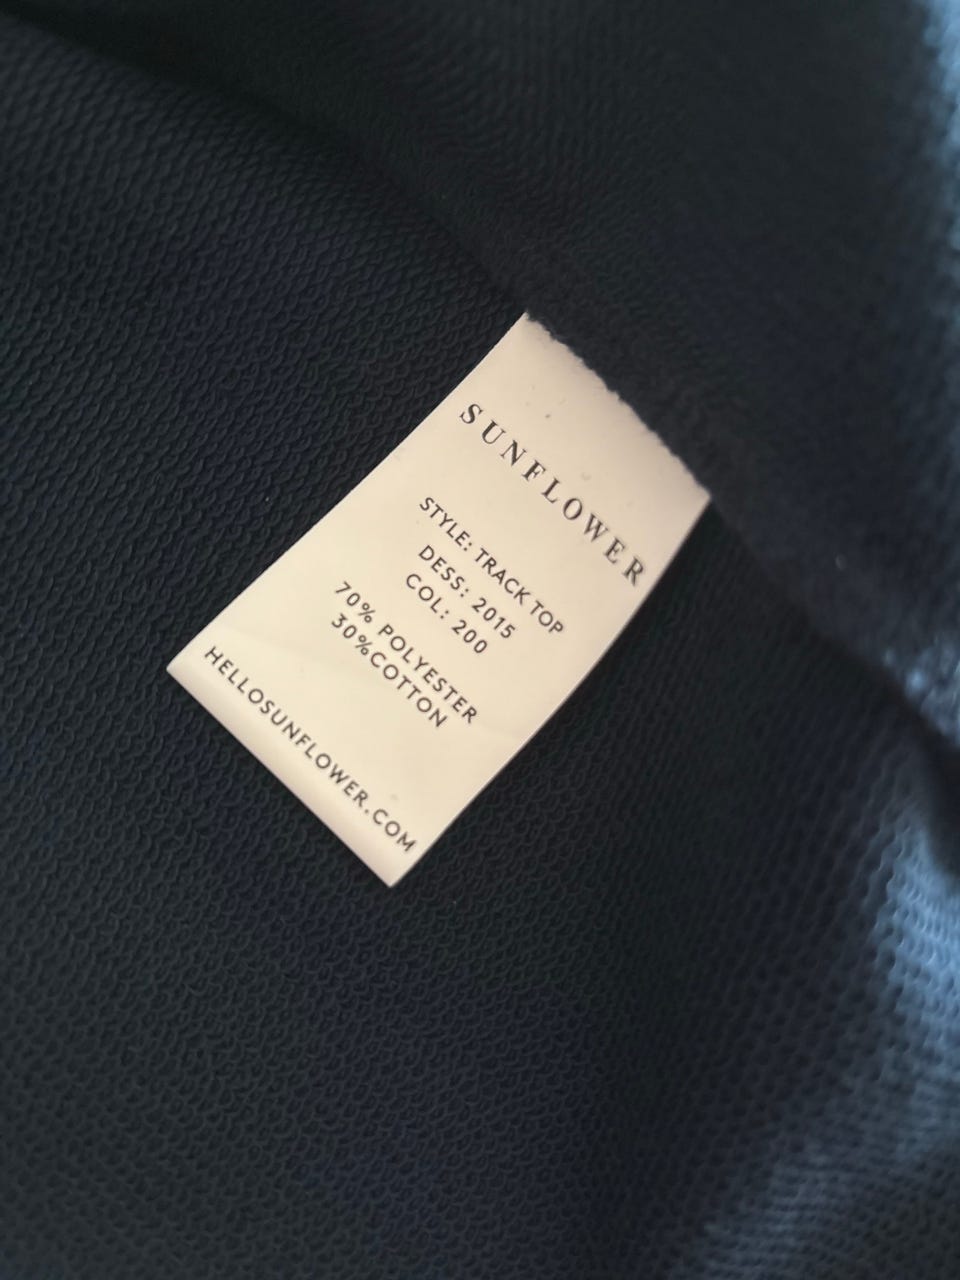 SUNFLOWER
STYLE: TRACK TOP
DESS: 2015
COL: 200
70% POLYESTER
30%COTTON
HELLOSUNFLOWER.COM